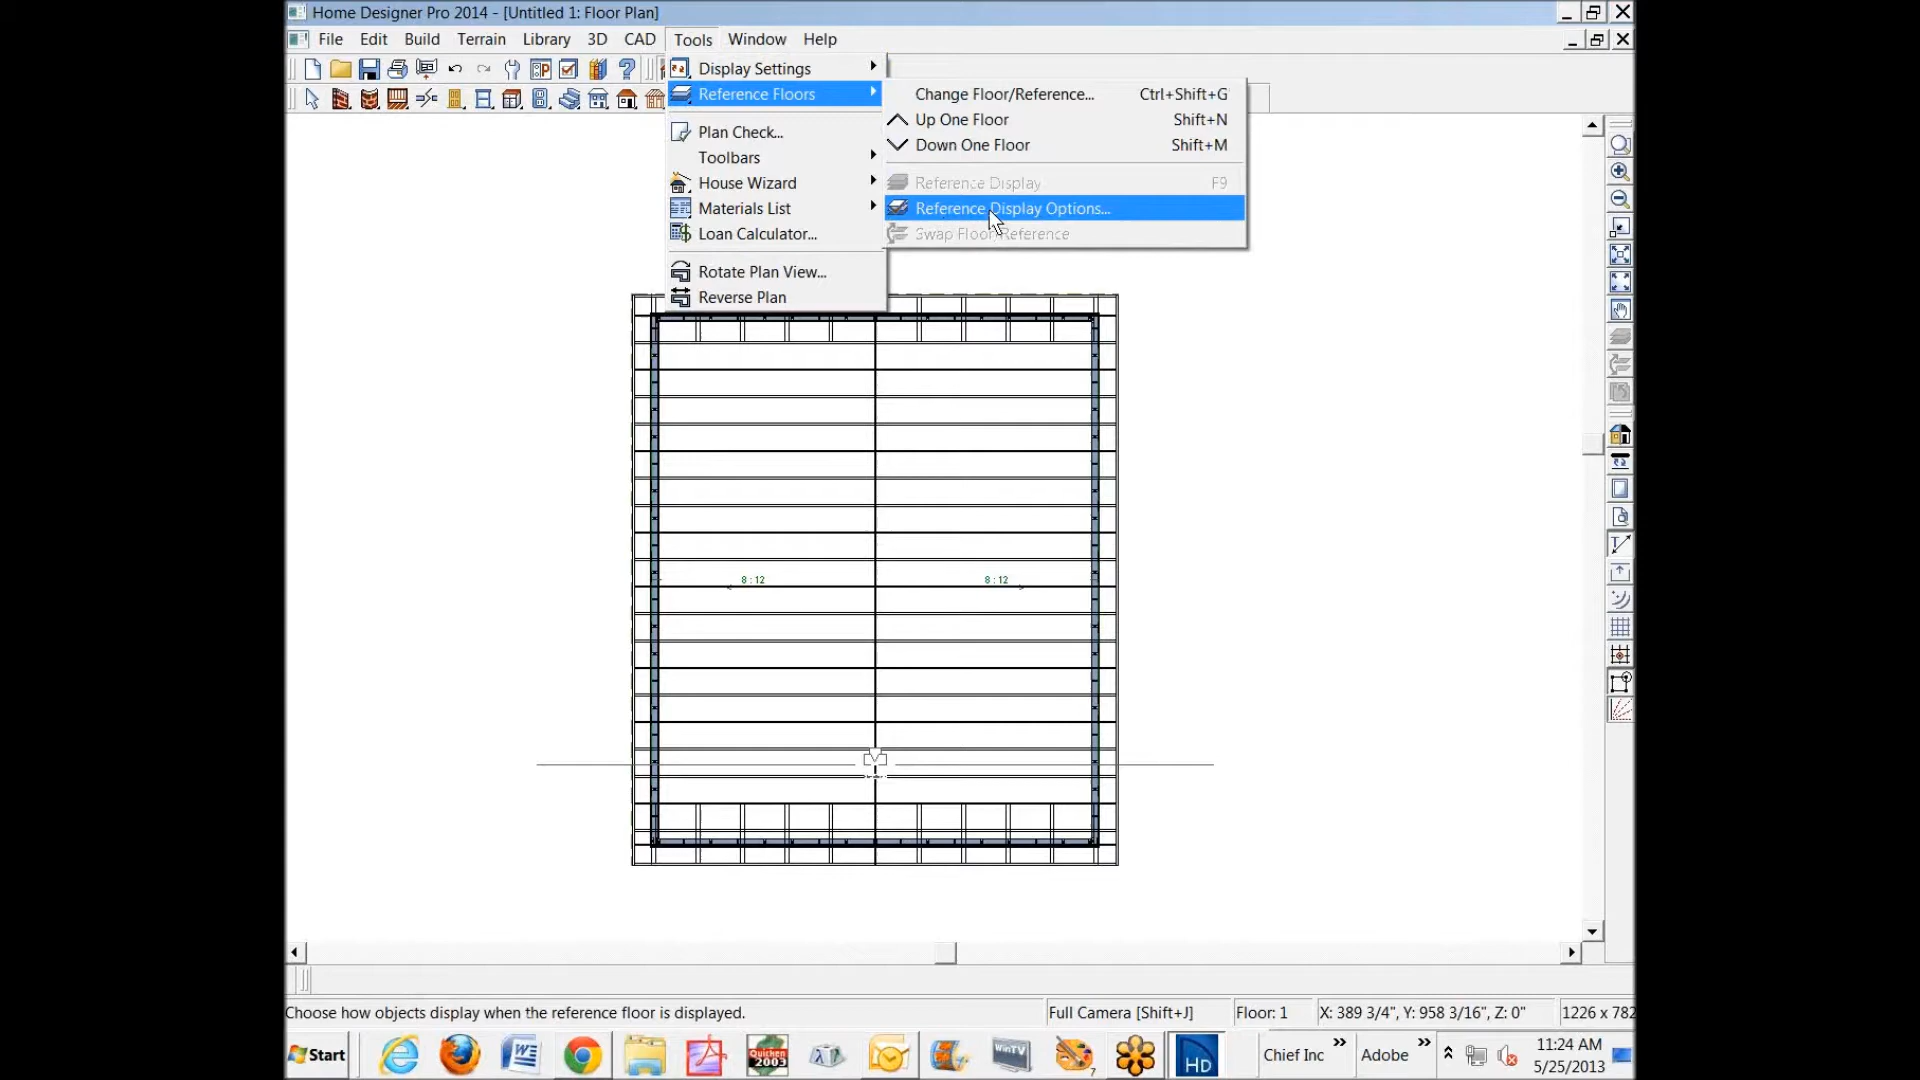 Home Designer Pro 2014 - [Untitled 1: Floor Plan]
File Edit Build Terrain Library 3D CAD Tools Window Help
Display Settings
Reference Floors
Plan Check...
Toolbars
House Wizard
Materials List
Loan Calculator...
Rotate Plan View...
Reverse Plan
Change Floor/Reference... Ctrl+Shift+G
Up One Floor Shift+N
Down One Floor Shift+M
Reference Display F9
Reference Display Options...
Swap Floor/Reference
8 : 12 8 : 12
Choose how objects display when the reference floor is displayed. Full Camera [Shift+J] Floor: 1 X: 389 3/4", Y: 958 3/16", Z: 0" 1226 x 782
Start Quicken 2003 WinTV 7 HD Chief Inc » Adobe » 11:24 AM
5/25/2013